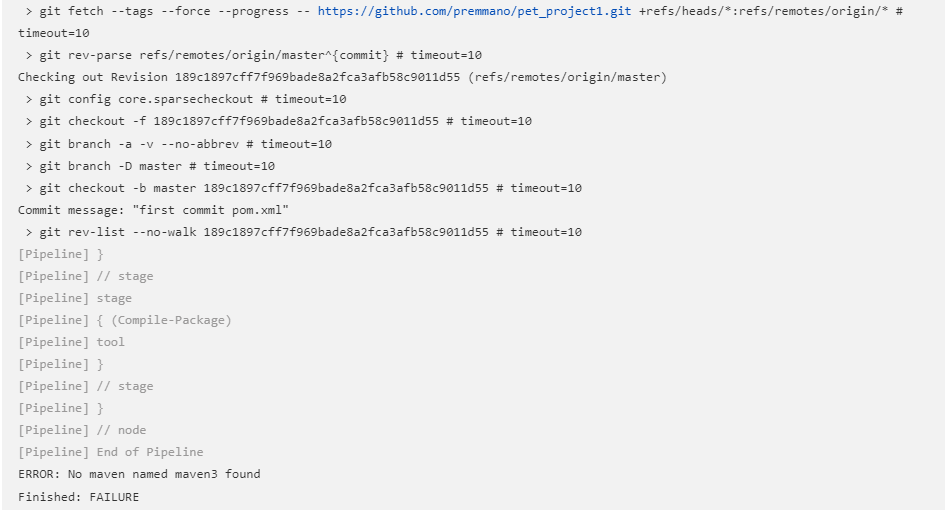 > git fetch --tags --force --progress -- https://github.com/premmano/pet_project1.git +refs/heads/*:refs/remotes/origin/* #
timeout=10
> git rev-parse refs/remotes/origin/master^{commit} # timeout=10
Checking out Revision 189c1897cff7f969bade8a2fca3afb58c9011d55 (refs/remotes/origin/master)
> git config core.sparsecheckout # timeout=10
> git checkout -f 189c1897cff7f969bade8a2fca3afb58c9011d55 # timeout=10
> git branch -a -v --no-abbrev # timeout=10
> git branch -D master # timeout=10
> git checkout -b master 189c1897cff7f969bade8a2fca3afb58c9011d55 # timeout=10
Commit message: "first commit pom.xml"
> git rev-list --no-walk 189c1897cff7f969bade8a2fca3afb58c9011d55 # timeout=10
[Pipeline] }
[Pipeline] // stage
[Pipeline] stage
[Pipeline] { (Compile-Package)
[Pipeline] tool
[Pipeline] }
[Pipeline] // stage
[Pipeline] }
[Pipeline] // node
[Pipeline] End of Pipeline
ERROR: No maven named maven3 found
Finished: FAILURE